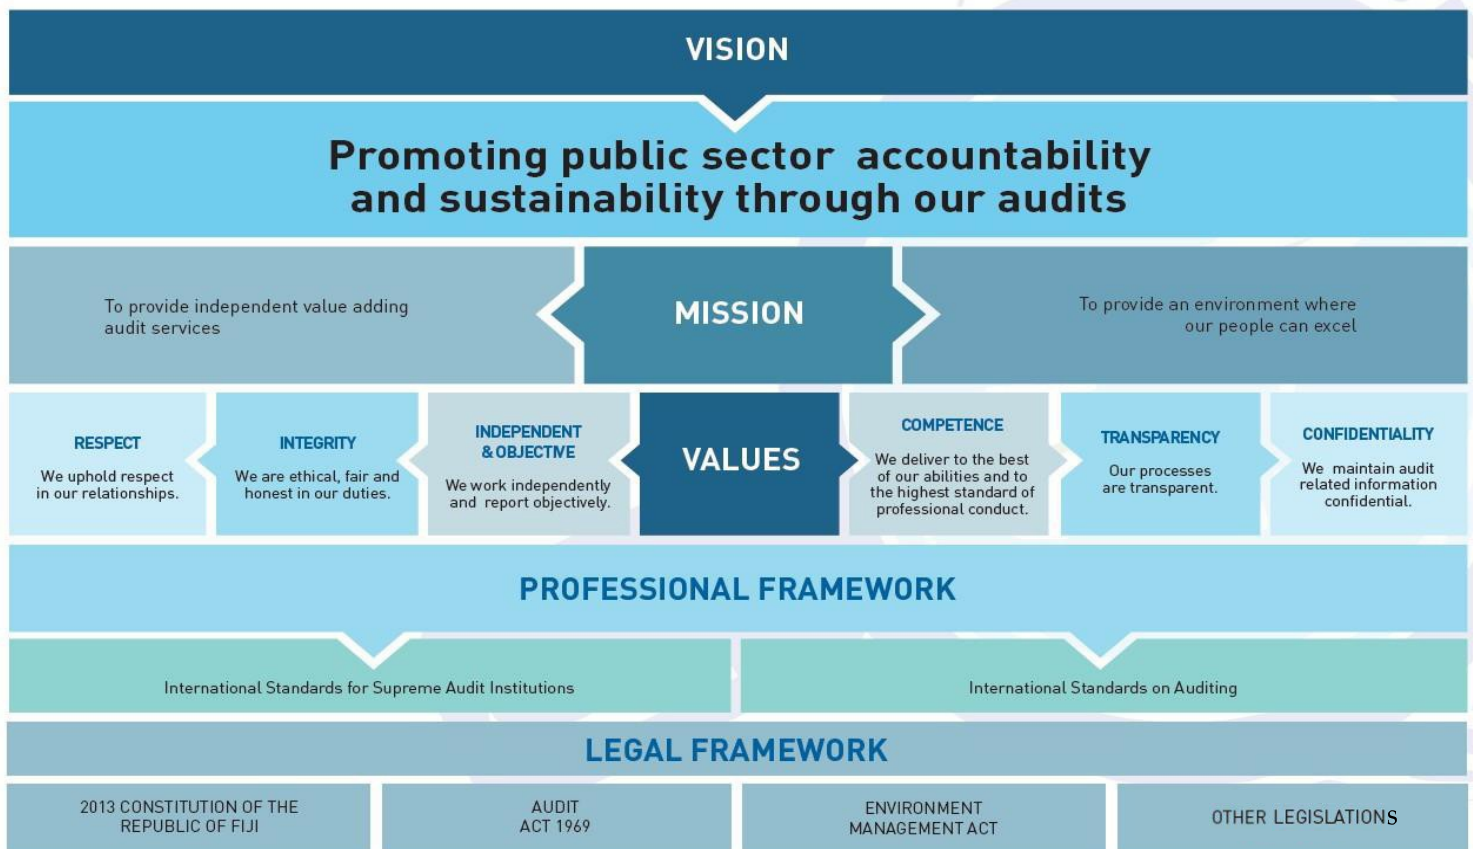 VISION
Promoting public sector accountability
and sustainability through our audits
To provide independent value adding
audit services
MISSION
To provide an environment where
our people can excel
RESPECT
We uphold respect
in our relationships.
INTEGRITY
We are ethical, fair and
honest in our duties.
INDEPENDENT
& OBJECTIVE
We work independently
and report objectively.
VALUES
COMPETENCE
We deliver to the best
of our abilities and to
the highest standard of
professional conduct.
TRANSPARENCY
Our processes
are transparent.
CONFIDENTIALITY
We maintain audit
related information
confidential.
PROFESSIONAL FRAMEWORK
International Standards for Supreme Audit Institutions
International Standards on Auditing
LEGAL FRAMEWORK
2013 CONSTITUTION OF THE
REPUBLIC OF FIJI
AUDIT
ACT 1969
ENVIRONMENT
MANAGEMENT ACT
OTHER LEGISLATIONS